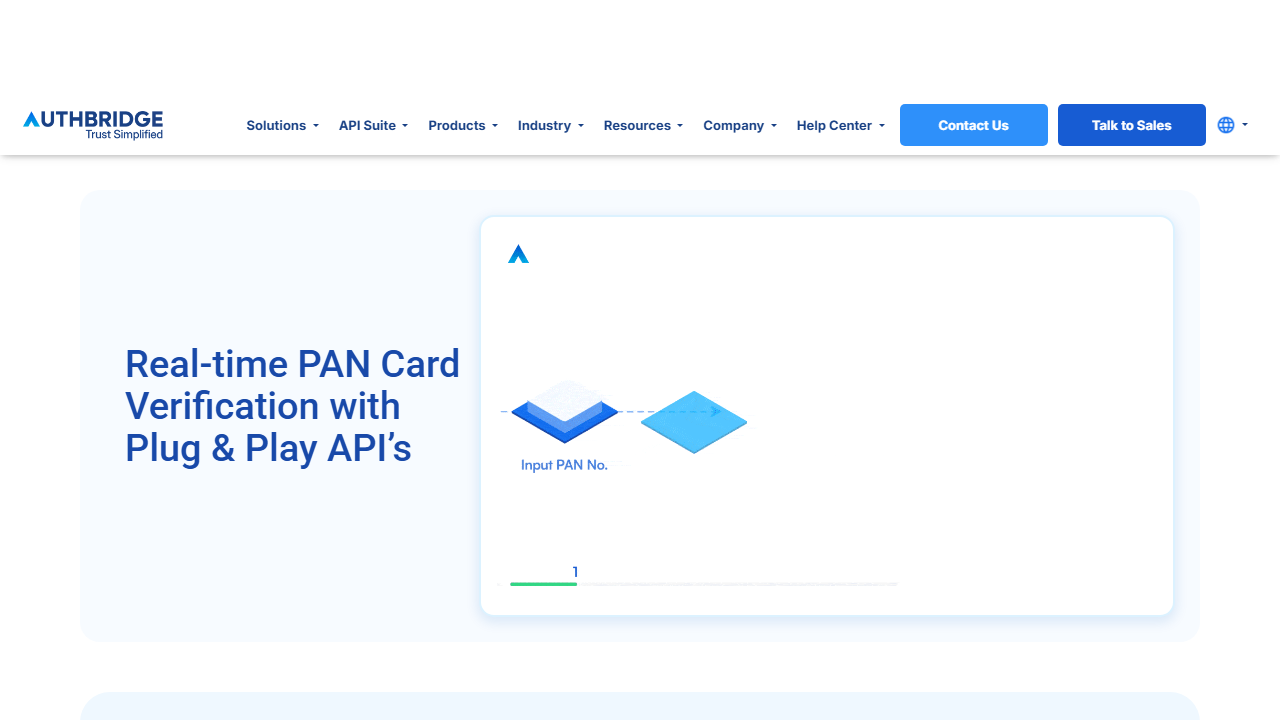 AUTHBRIDGE
Trust Simplified
Solutions
API Suite
Products
Industry
Resources
Company
Help Center
Contact Us
Talk to Sales
Real-time PAN Card
Verification with
Plug & Play API’s
Input PAN No.
1